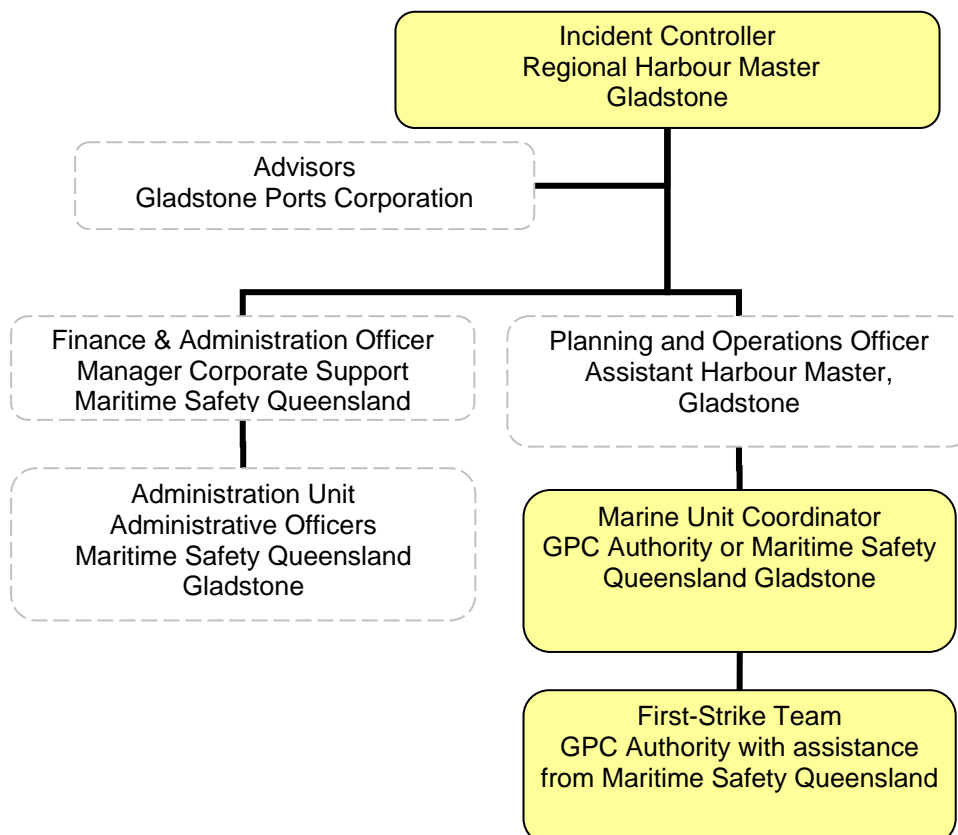 Incident Controller
Regional Harbour Master
Gladstone
Advisors
Gladstone Ports Corporation
Finance & Administration Officer
Manager Corporate Support
Maritime Safety Queensland
Planning and Operations Officer
Assistant Harbour Master,
Gladstone
Administration Unit
Administrative Officers
Maritime Safety Queensland
Gladstone
Marine Unit Coordinator
GPC Authority or Maritime Safety
Queensland Gladstone
First-Strike Team
GPC Authority with assistance
from Maritime Safety Queensland